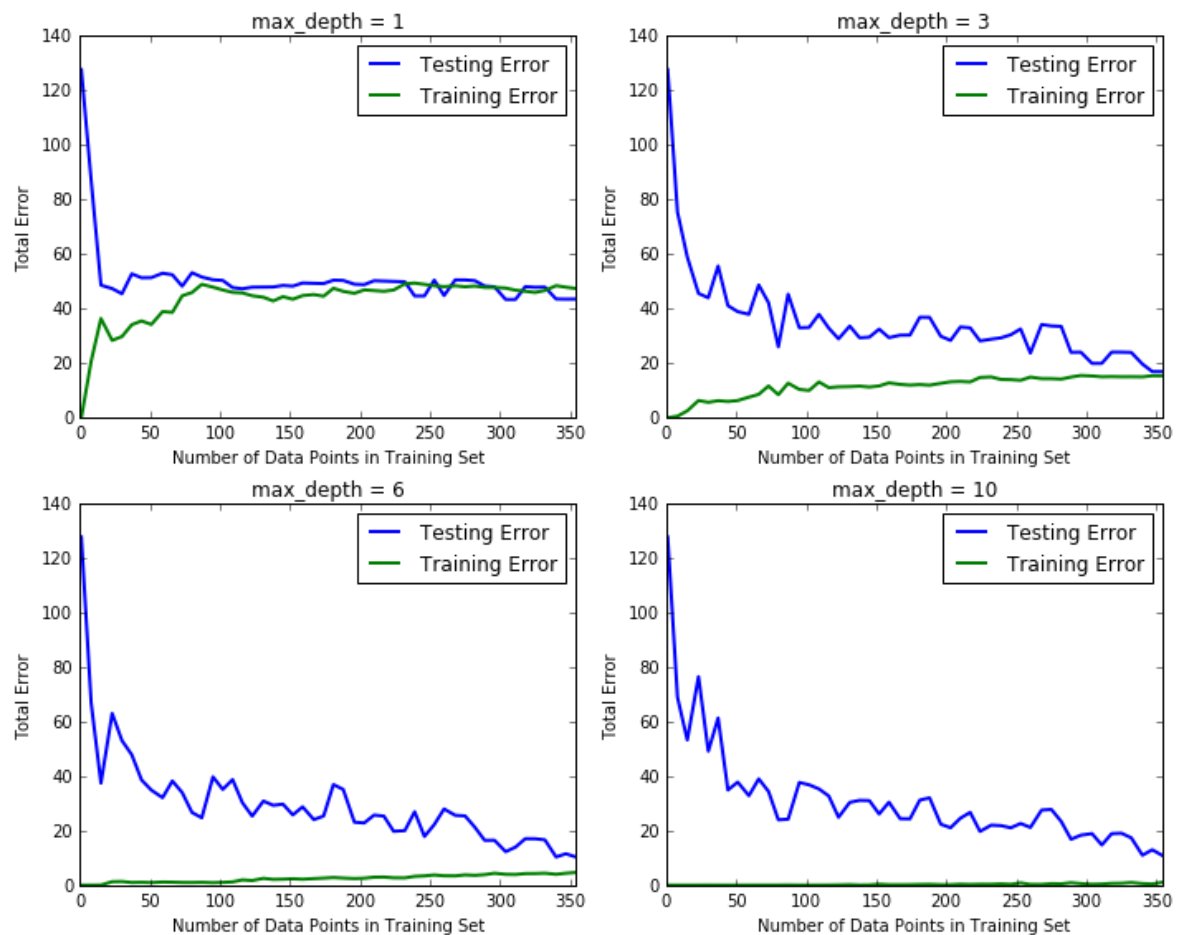 max_depth = 1
140
120
100
80
60
40
20
0
Total Error
Testing Error
Training Error
0 50 100 150 200 250 300 350
Number of Data Points in Training Set
max_depth = 3
140
120
100
80
60
40
20
0
Total Error
Testing Error
Training Error
0 50 100 150 200 250 300 350
Number of Data Points in Training Set
max_depth = 6
140
120
100
80
60
40
20
0
Total Error
Testing Error
Training Error
0 50 100 150 200 250 300 350
Number of Data Points in Training Set
max_depth = 10
140
120
100
80
60
40
20
0
Total Error
Testing Error
Training Error
0 50 100 150 200 250 300 350
Number of Data Points in Training Set